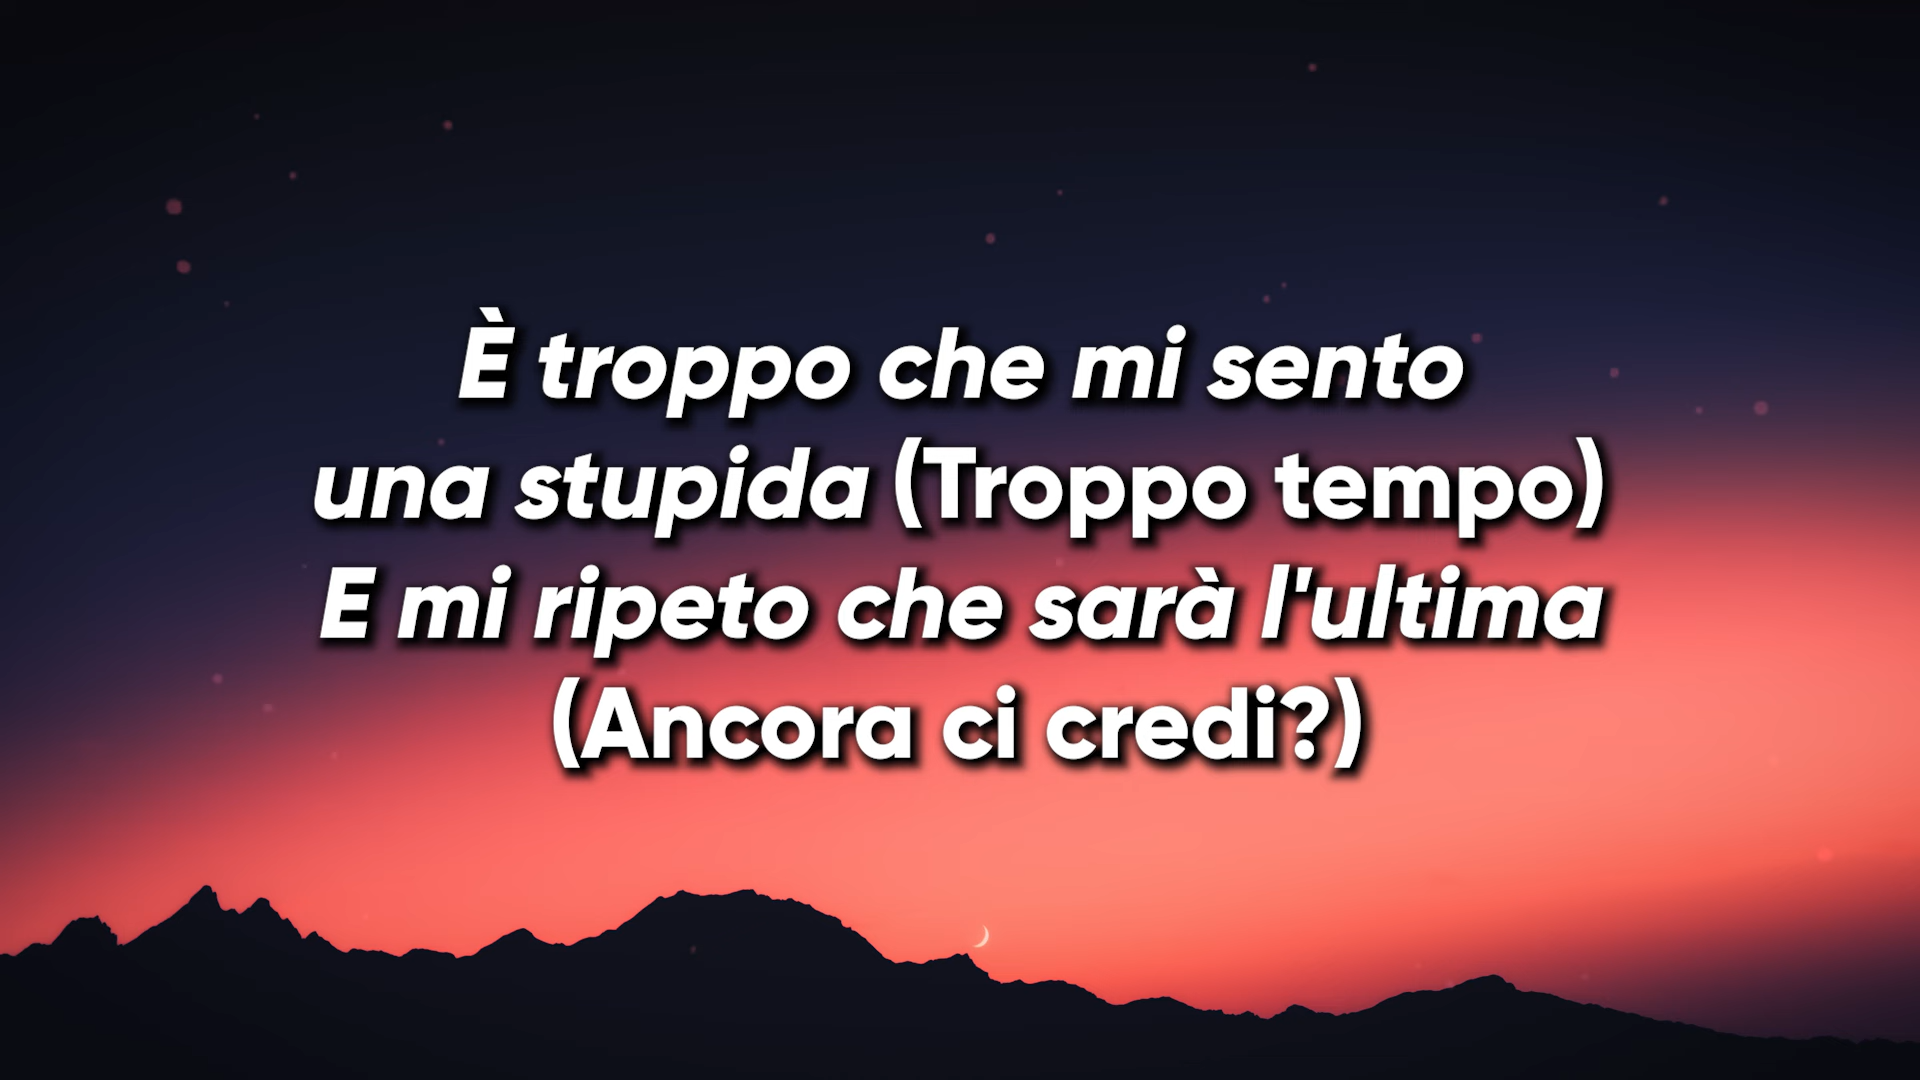 È troppo che mi sento
una stupida (Troppo tempo)
E mi ripeto che sarà l'ultima
(Ancora ci credi?)